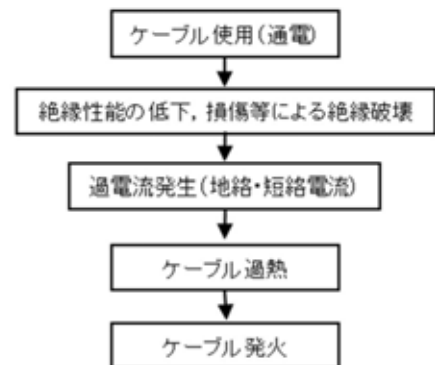 ケーブル使用(通電)
絶縁性能の低下,損傷等による絶縁破壊
過電流発生(地絡・短絡電流)
ケーブル過熱
ケーブル発火